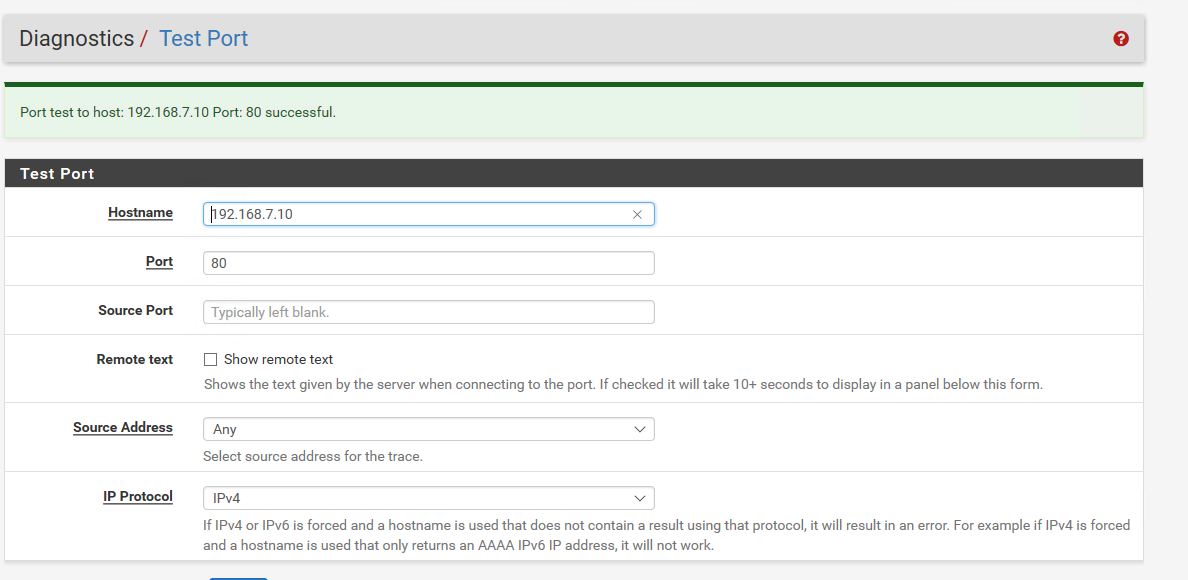 Diagnostics / Test Port
Port test to host: 192.168.7.10 Port: 80 successful.
Test Port
Hostname
192.168.7.10
Port
80
Source Port
Typically left blank.
Remote text
Show remote text
Shows the text given by the server when connecting to the port. If checked it will take 10+ seconds to display in a panel below this form.
Source Address
Any
Select source address for the trace.
IP Protocol
IPv4
If IPv4 or IPv6 is forced and a hostname is used that does not contain a result using that protocol, it will result in an error. For example if IPv4 is forced
and a hostname is used that only returns an AAAA IPv6 IP address, it will not work.